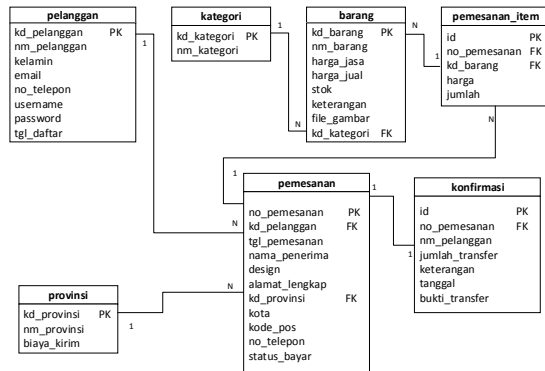 pelanggan
kd_pelanggan PK
nm_pelanggan
kelamin
email
no_telepon
username
password
tgl_daftar
1
kategori
kd_kategori PK
nm_kategori
1
N
barang
kd_barang PK
nm_barang
harga_jasa
harga_jual
stok
keterangan
file_gambar
kd_kategori FK
N
1
pemesanan_item
id PK
no_pemesanan FK
kd_barang FK
harga
jumlah
N
1
N
N
pemesanan
no_pemesanan PK
kd_pelanggan FK
tgl_pemesanan
nama_penerima
design
alamat_lengkap
kd_provinsi FK
kota
kode_pos
no_telepon
status_bayar
1
1
konfirmasi
id PK
no_pemesanan FK
nm_pelanggan
jumlah_transfer
keterangan
tanggal
bukti_transfer
provinsi
kd_provinsi PK
nm_provinsi
biaya_kirim
1